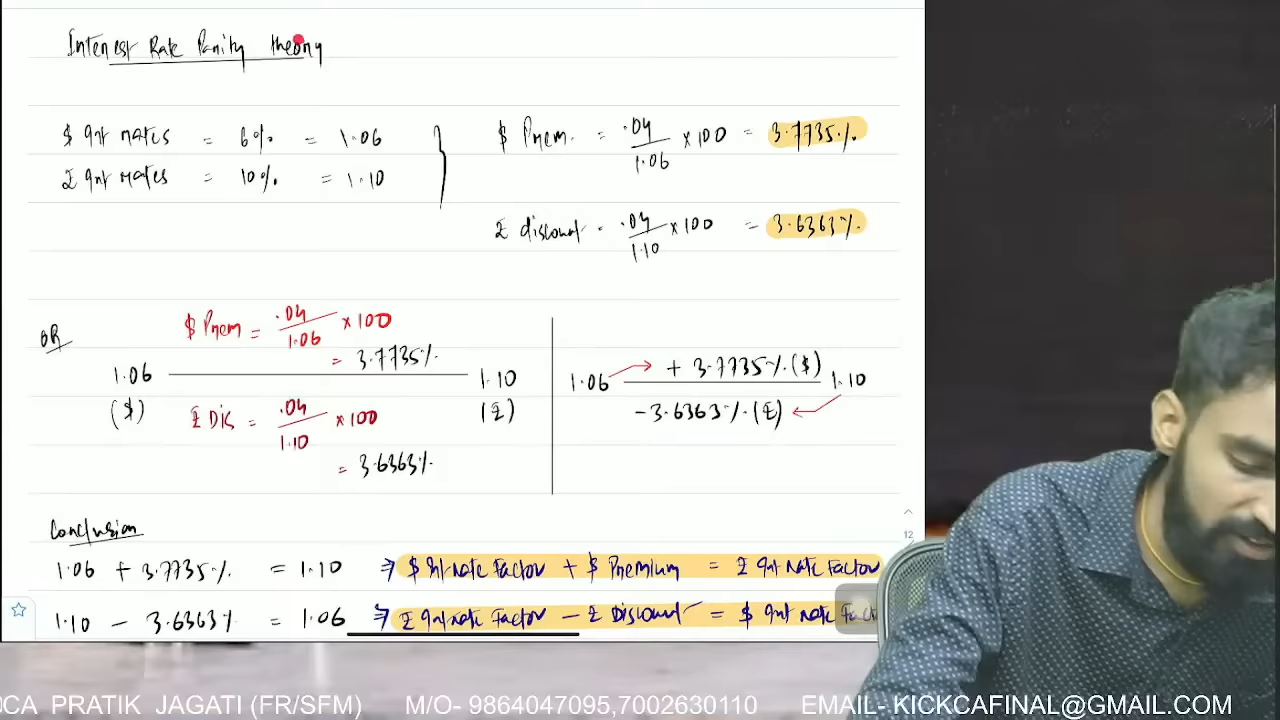 Interest Rate Parity theory
$ Int rates = 6% = 1.06
£ Int rates = 10% = 1.10
$ Prem. = .04/1.06 × 100 = 3.7735%
£ discount = .04/1.10 × 100 = 3.6363%
OR
$ Prem = .04/1.06 × 100
= 3.7735%
1.06 1.10
($) (£)
£ Dis = .04/1.10 × 100
= 3.6363%
1.06 + 3.7735% ($) 1.10
- 3.6363% (£)
12
Conclusion
1.06 + 3.7735% = 1.10 ⇒ $ Int rate Factor + $ Premium = £ Int rate Factor
1.10 - 3.6363% = 1.06 ⇒ £ Int rate Factor - £ Discount = $ Int rate Fact
OCA PRATIK JAGATI (FR/SFM) M/O- 9864047095,7002630110 EMAIL- KICKCAFINAL@GMAIL.COM